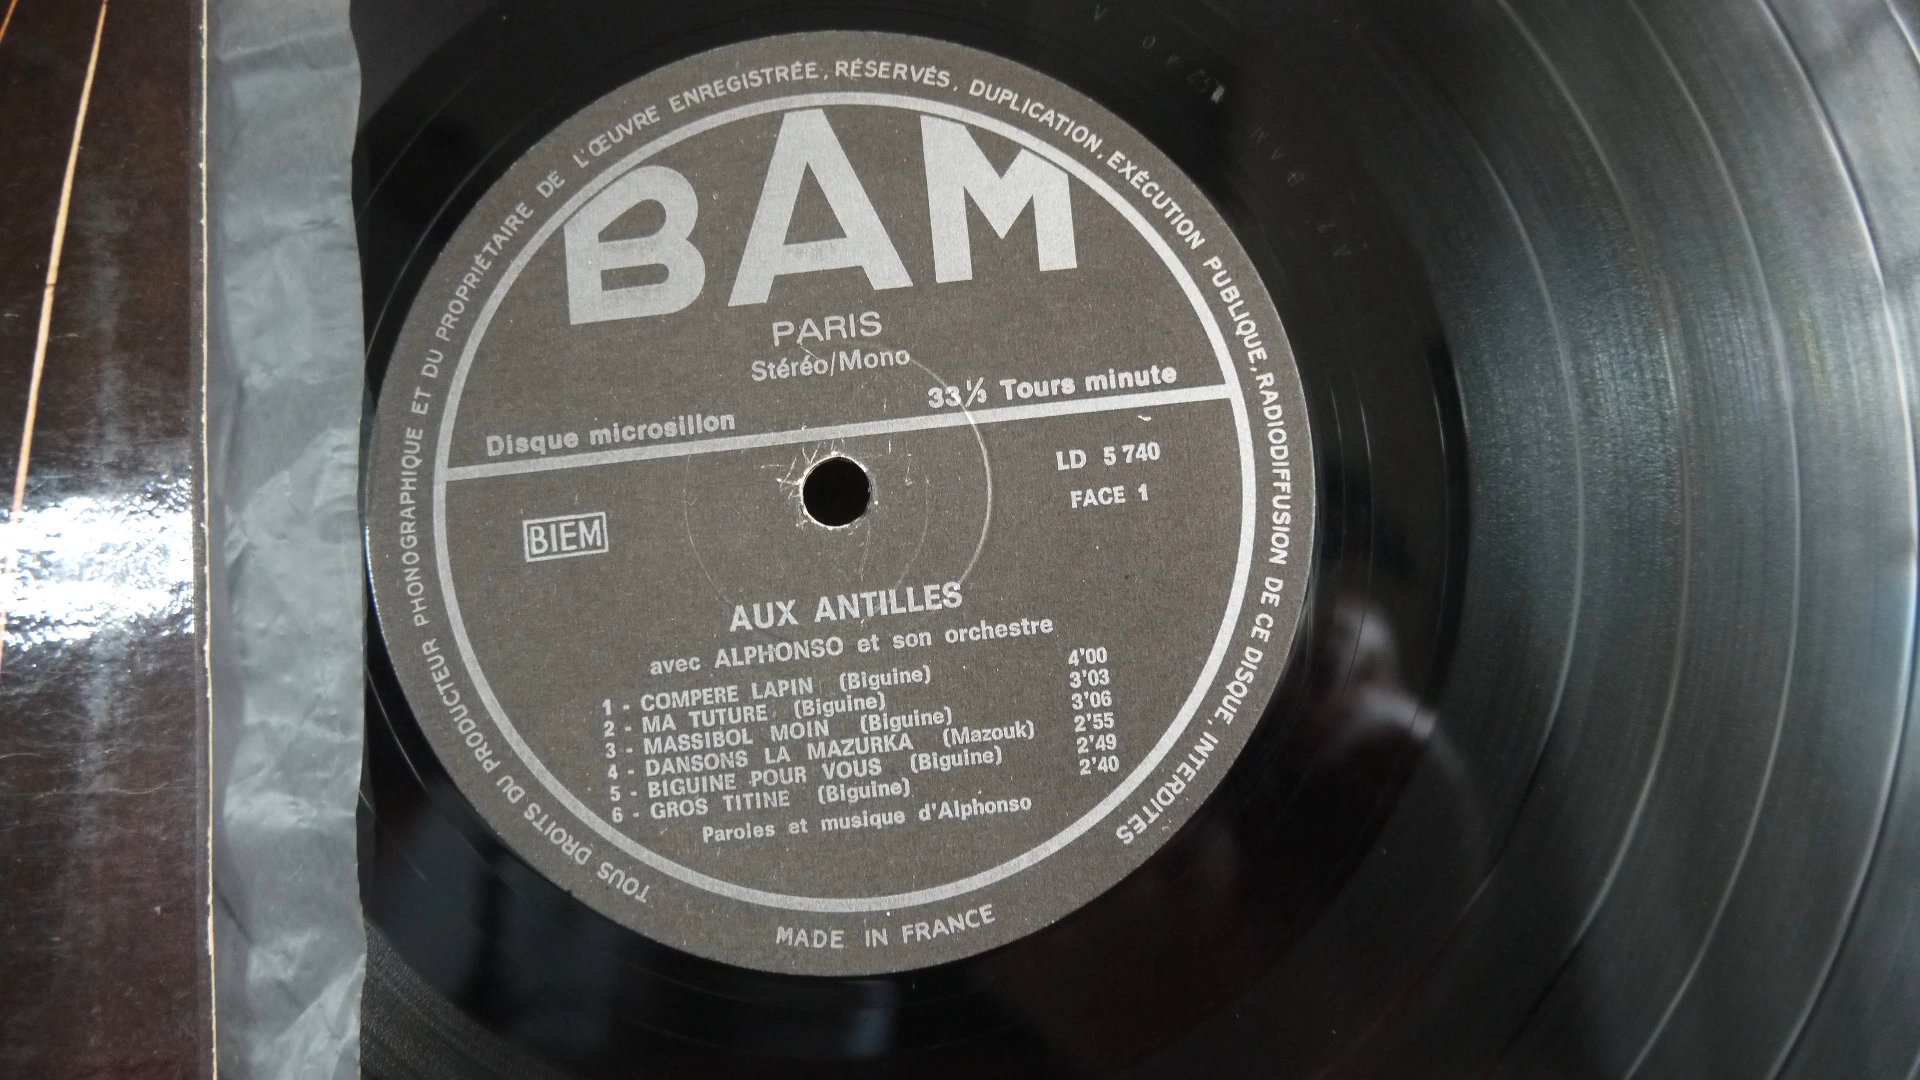 TOUS DROITS DU PRODUCTEUR PHONOGRAPHIQUE ET DU PROPRIÉTAIRE DE L'ŒUVRE ENREGISTRÉE, RÉSERVÉS, DUPLICATION, EXÉCUTION PUBLIQUE, RADIODIFFUSION DE CE DISQUE, INTERDITES
BAM
PARIS
Stéréo/Mono
Disque microsillon 33⅓ Tours minute
LD 5 740
FACE 1
BIEM
AUX ANTILLES
avec ALPHONSO et son orchestre
1 - COMPERE LAPIN (Biguine) 4'00
2 - MA TUTURE (Biguine) 3'03
3 - MASSIBOL MOIN (Biguine) 3'06
4 - DANSONS LA MAZURKA (Mazouk) 2'55
5 - BIGUINE POUR VOUS (Biguine) 2'49
6 - GROS TITINE (Biguine) 2'40
Paroles et musique d'Alphonso
MADE IN FRANCE